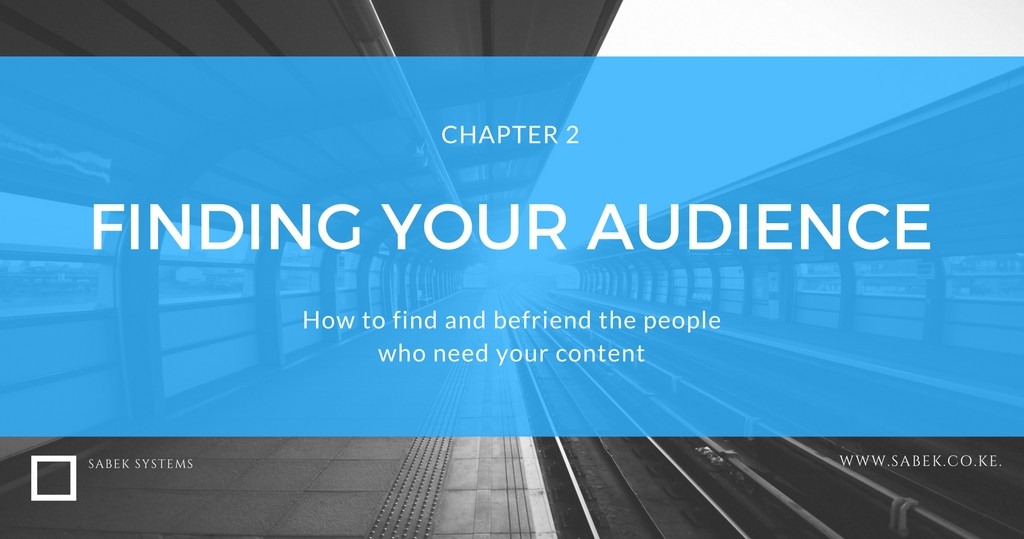 CHAPTER 2
FINDING YOUR AUDIENCE
How to find and befriend the people
who need your content
SABEK SYSTEMS
WWW.SABEK.CO.KE.